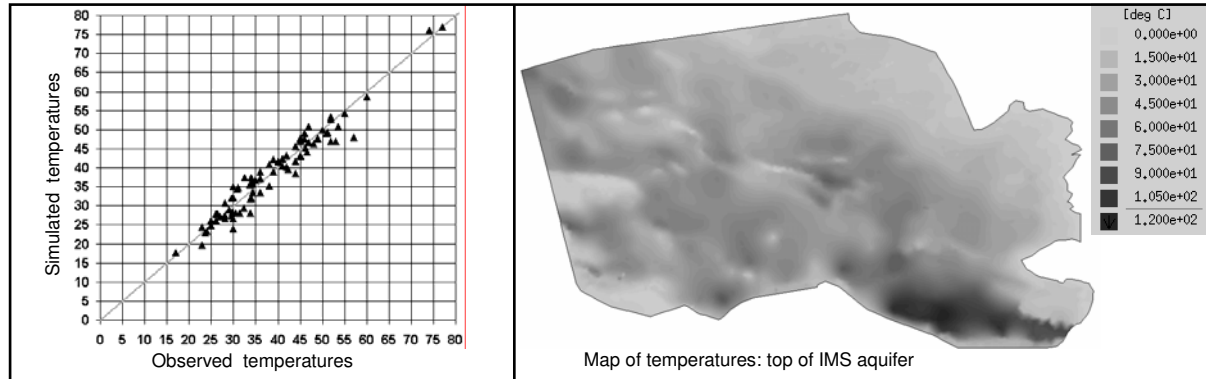 80
75
70
65
60
55
50
45
40
35
30
25
20
15
10
5
0
Simulated temperatures
0 5 10 15 20 25 30 35 40 45 50 55 60 65 70 75 80
Observed temperatures
[deg C]
0.000e+00
1.500e+01
3.000e+01
4.500e+01
6.000e+01
7.500e+01
9.000e+01
1.050e+02
1.200e+02
Map of temperatures: top of IMS aquifer